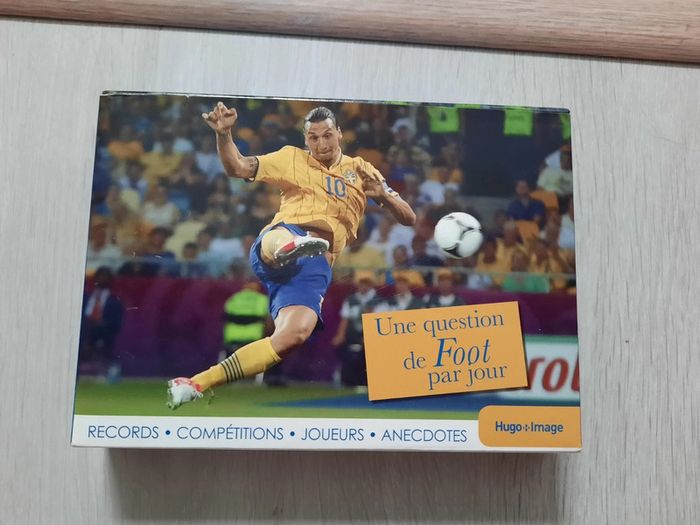 10
Une question
de Foot
par jour
RECORDS • COMPÉTITIONS • JOUEURS • ANECDOTES
Hugo+Image